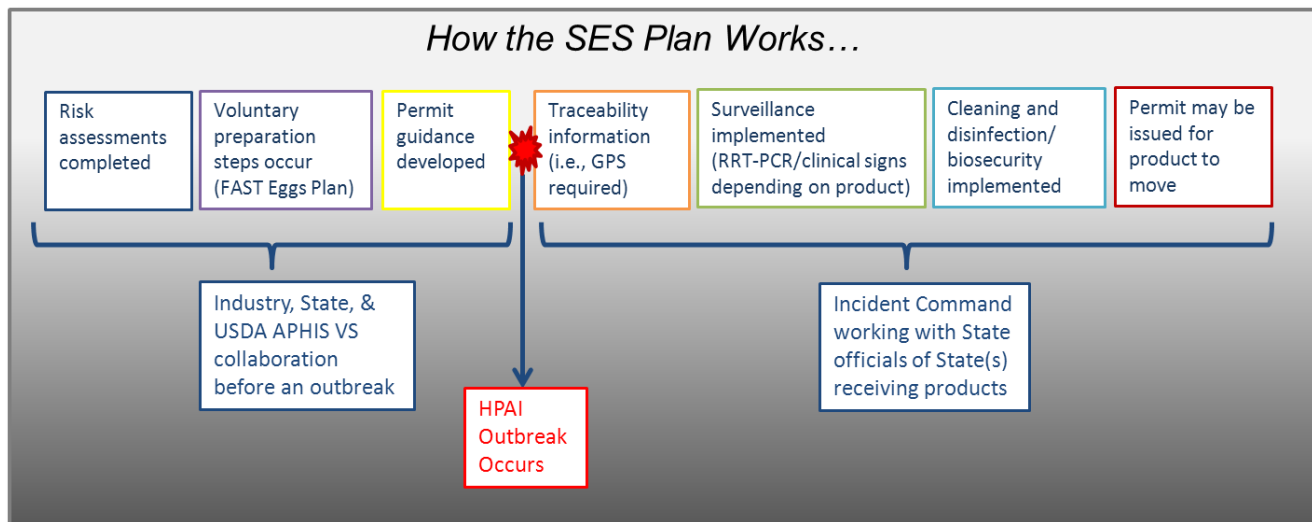 How the SES Plan Works…
Risk
assessments
completed
Voluntary
preparation
steps occur
(FAST Eggs Plan)
Permit
guidance
developed
Traceability
information
(i.e., GPS
required)
Surveillance
implemented
(RRT-PCR/clinical signs
depending on product)
Cleaning and
disinfection/
biosecurity
implemented
Permit may be
issued for
product to
move
Industry, State, &
USDA APHIS VS
collaboration
before an outbreak
HPAI
Outbreak
Occurs
Incident Command
working with State
officials of State(s)
receiving products